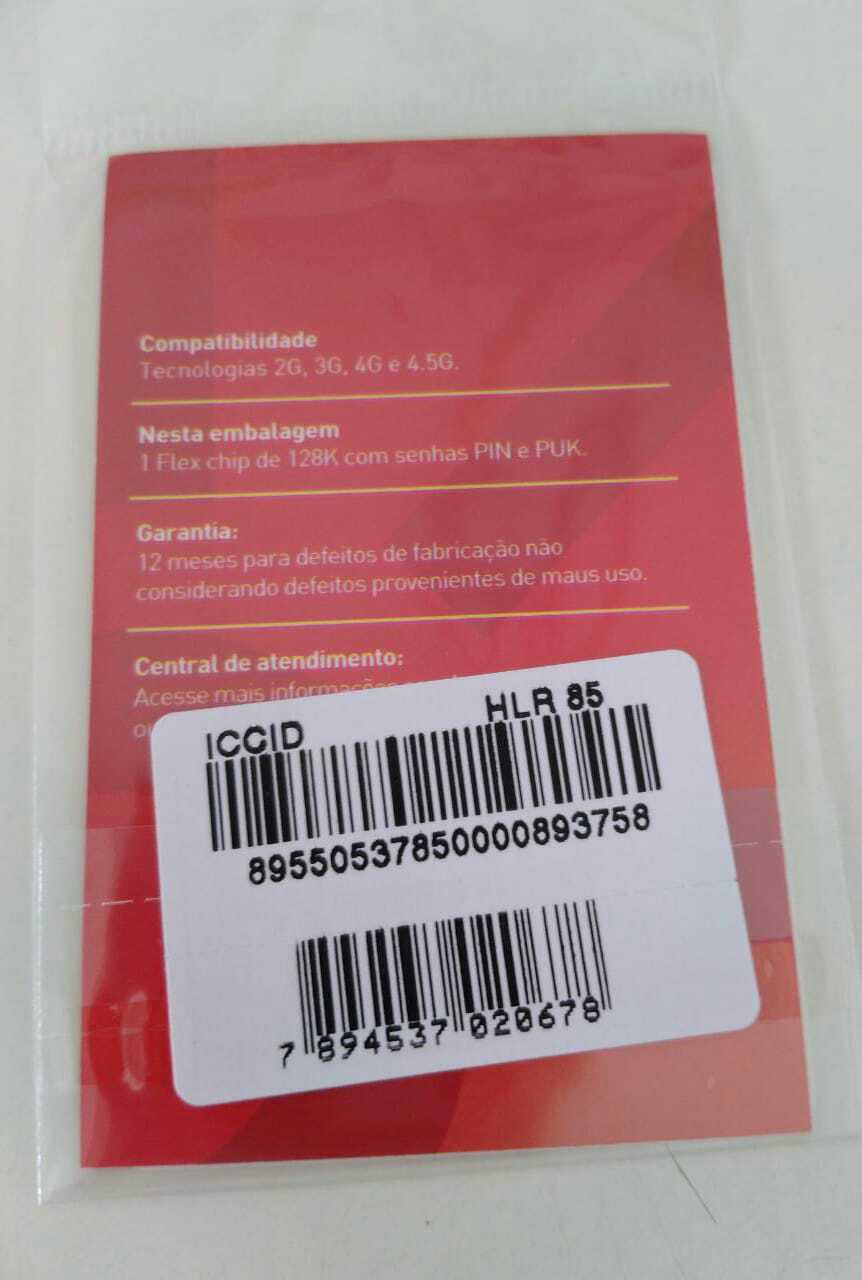 Compatibilidade
Tecnologias 2G, 3G, 4G e 4.5G.
Nesta embalagem
1 Flex chip de 128K com senhas PIN e PUK.
Garantia:
12 meses para defeitos de fabricação não
considerando defeitos provenientes de maus uso.
Central de atendimento:
Acesse mais informações
ICCID HLR 85
89550537850000893758
7 894537 020678